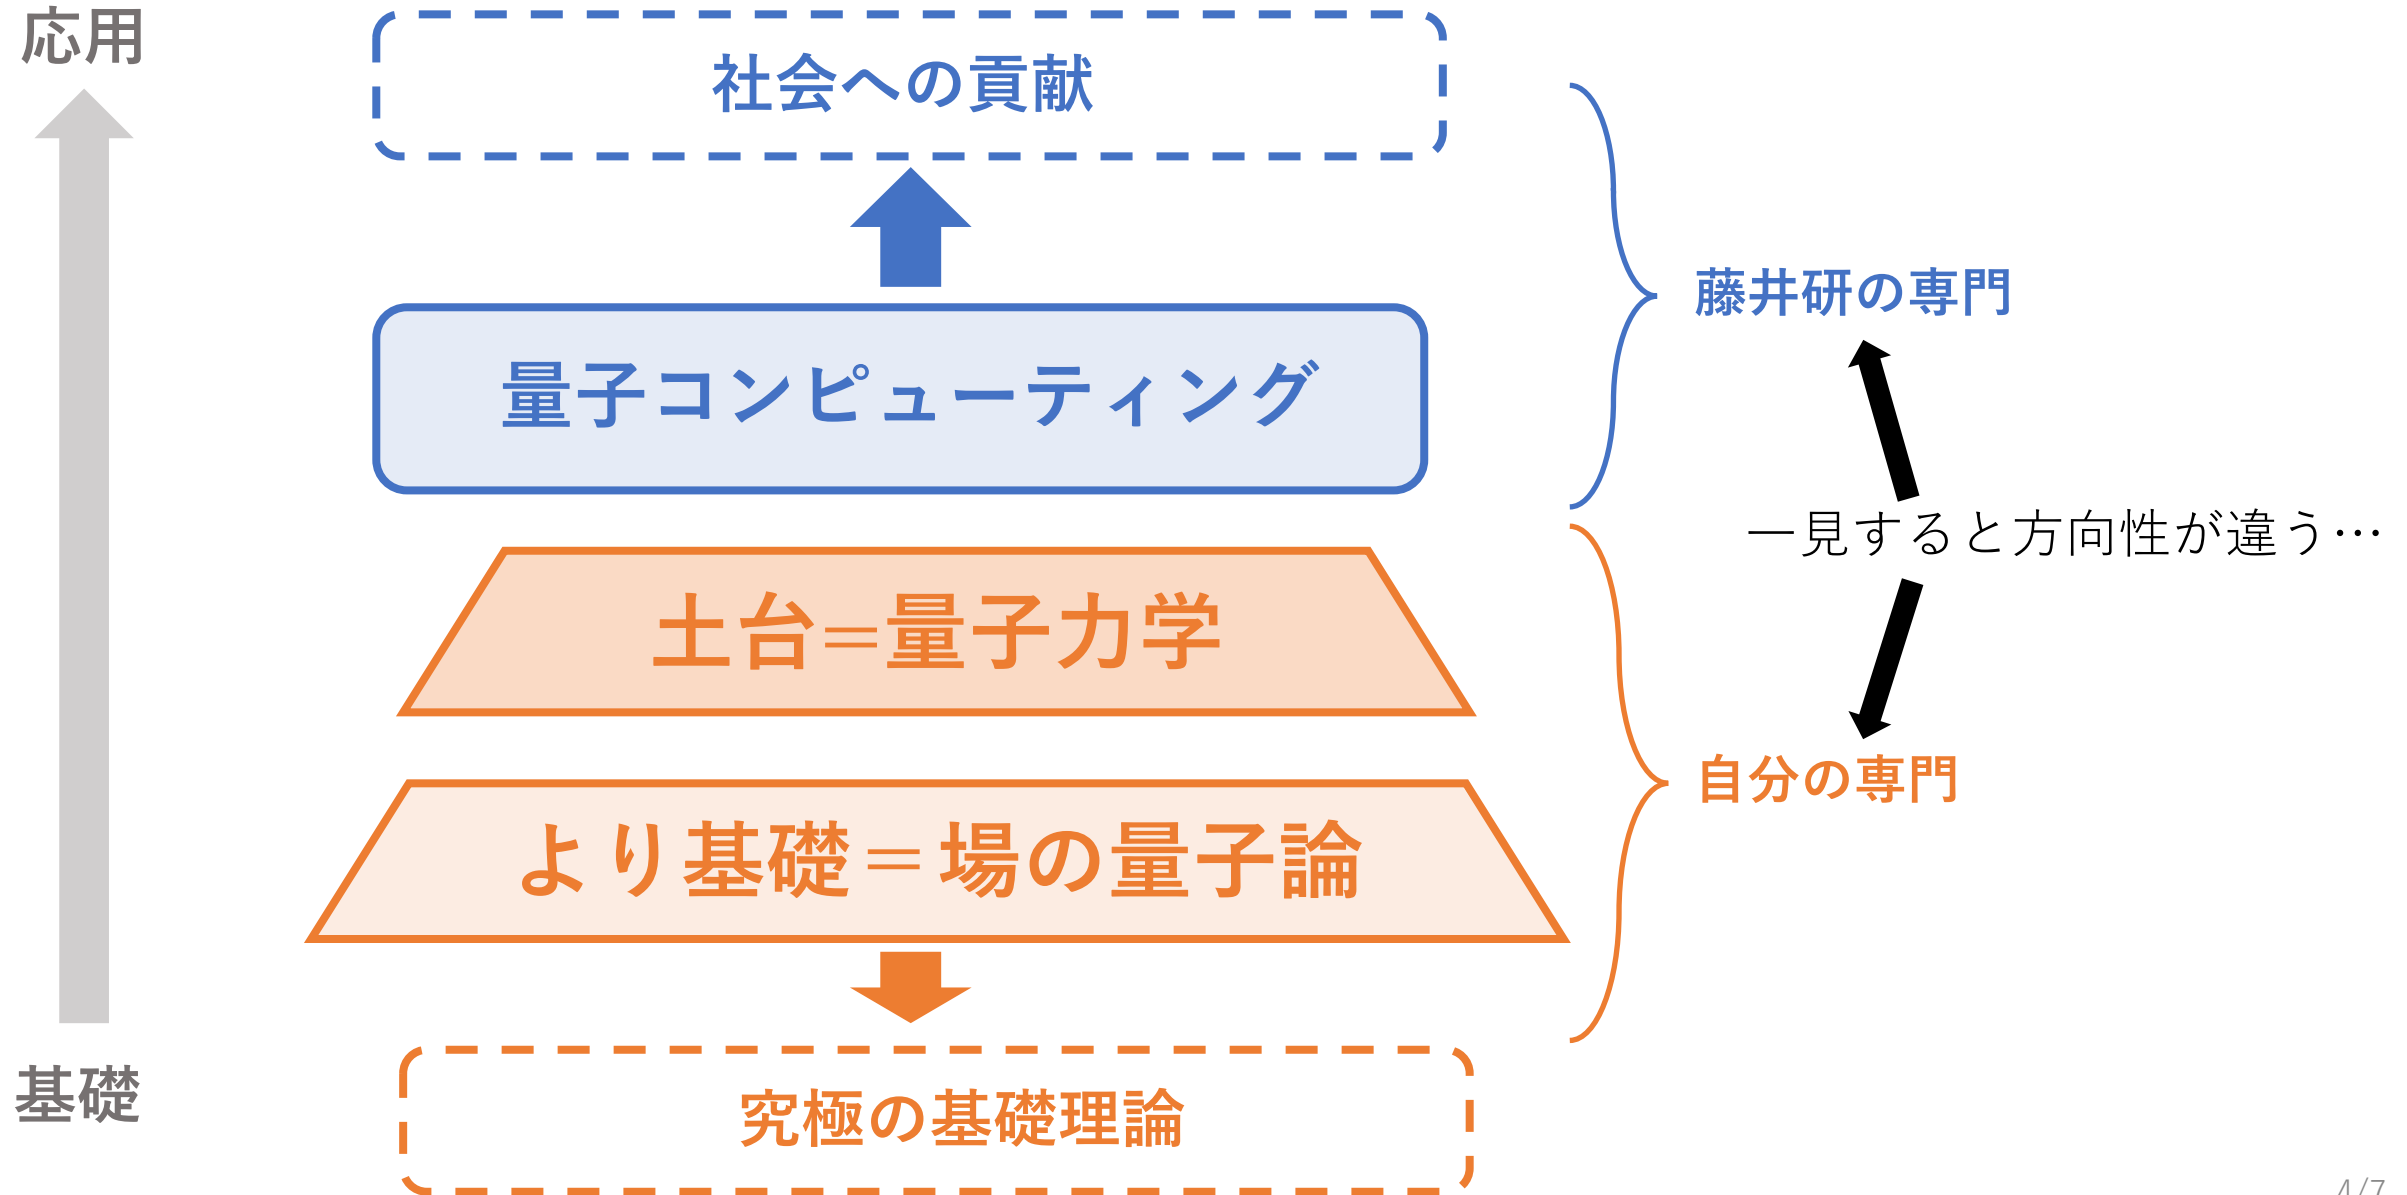 応用
社会への貢献
量子コンピューティング
藤井研の専門
一見すると方向性が違う…
土台=量子力学
自分の専門
より基礎=場の量子論
基礎
究極の基礎理論
4/7